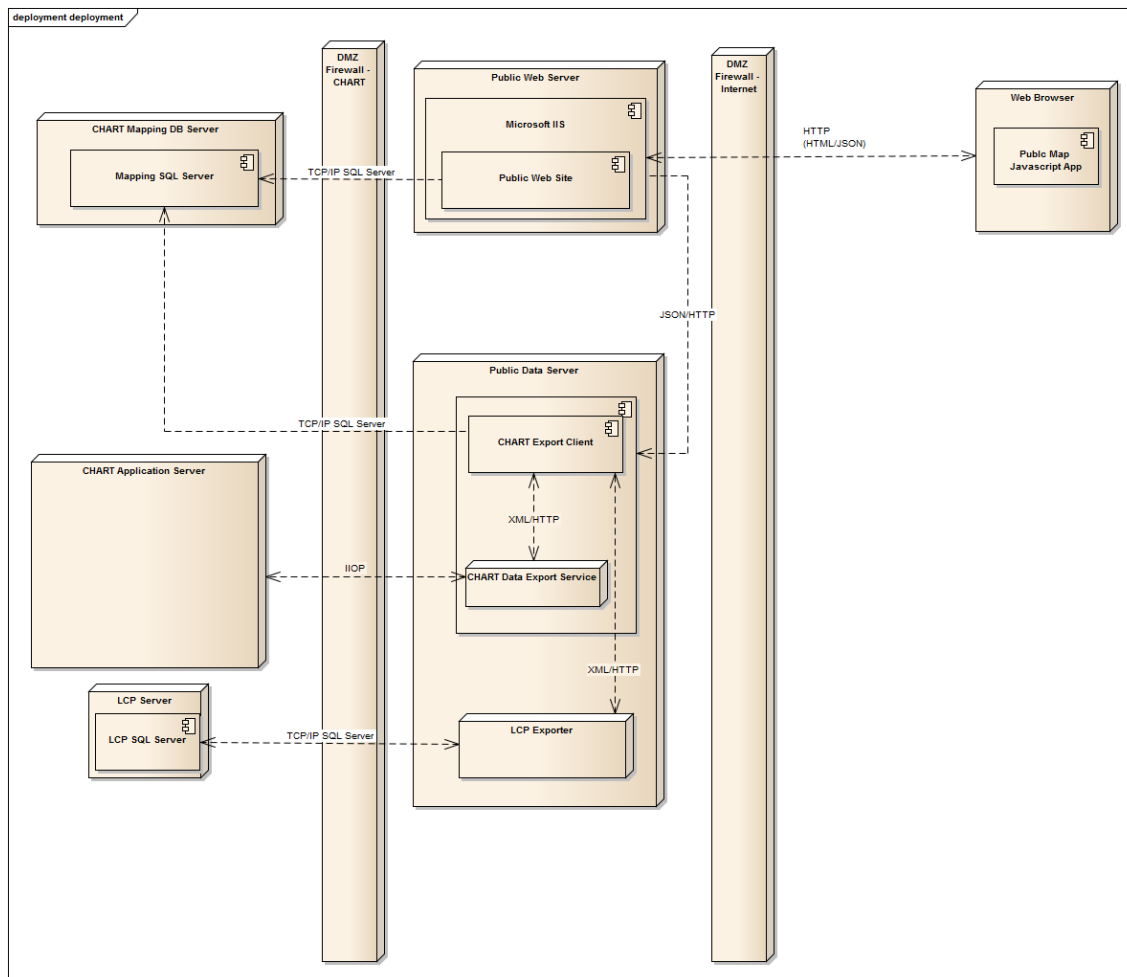 deployment deployment
DMZ
Firewall -
CHART
Public Web Server
DMZ
Firewall -
Internet
Web Browser
Microsoft IIS
CHART Mapping DB Server
HTTP
(HTML/JSON)
Publc Map
Javascript App
Mapping SQL Server
TCP/IP SQL Server
Public Web Site
JSON/HTTP
Public Data Server
TCP/IP SQL Server
CHART Export Client
CHART Application Server
XML/HTTP
IIOP
CHART Data Export Service
XML/HTTP
LCP Server
LCP SQL Server
TCP/IP SQL Server
LCP Exporter